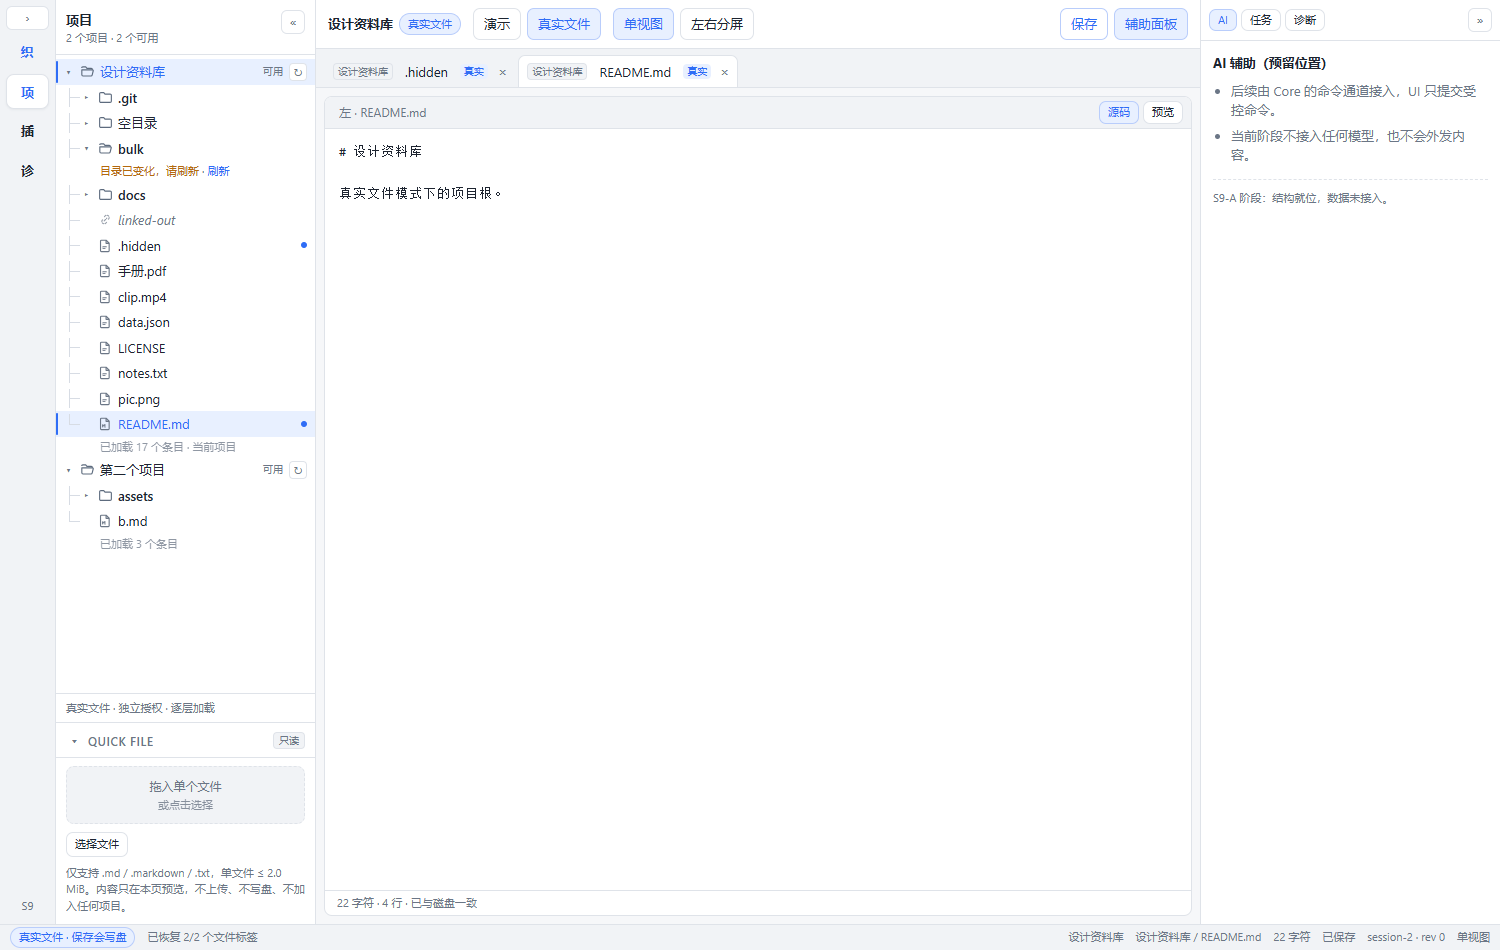 ›
织
项
插
诊
S9
项目
2 个项目 · 2 个可用
«
▾ 设计资料库 可用 ↻
▸ .git
▸ 空目录
▾ bulk
目录已变化，请刷新 · 刷新
▸ docs
linked-out
.hidden
手册.pdf
clip.mp4
data.json
LICENSE
notes.txt
pic.png
README.md
已加载 17 个条目 · 当前项目
▾ 第二个项目 可用 ↻
▸ assets
b.md
已加载 3 个条目
真实文件 · 独立授权 · 逐层加载
▾ QUICK FILE 只读
拖入单个文件
或点击选择
选择文件
仅支持 .md / .markdown / .txt，单文件 ≤ 2.0
MiB。内容只在本页预览，不上传、不写盘、不加
入任何项目。
设计资料库 真实文件 演示 真实文件 单视图 左右分屏 保存 辅助面板
设计资料库 .hidden 真实 × 设计资料库 README.md 真实 ×
左 · README.md 源码 预览
# 设计资料库
真实文件模式下的项目根。
22 字符 · 4 行 · 已与磁盘一致
AI 任务 诊断 »
AI 辅助（预留位置）
• 后续由 Core 的命令通道接入，UI 只提交受
控命令。
• 当前阶段不接入任何模型，也不会外发内
容。
S9-A 阶段：结构就位，数据未接入。
真实文件 · 保存会写盘 已恢复 2/2 个文件标签 设计资料库 设计资料库 / README.md 22 字符 已保存 session-2 · rev 0 单视图